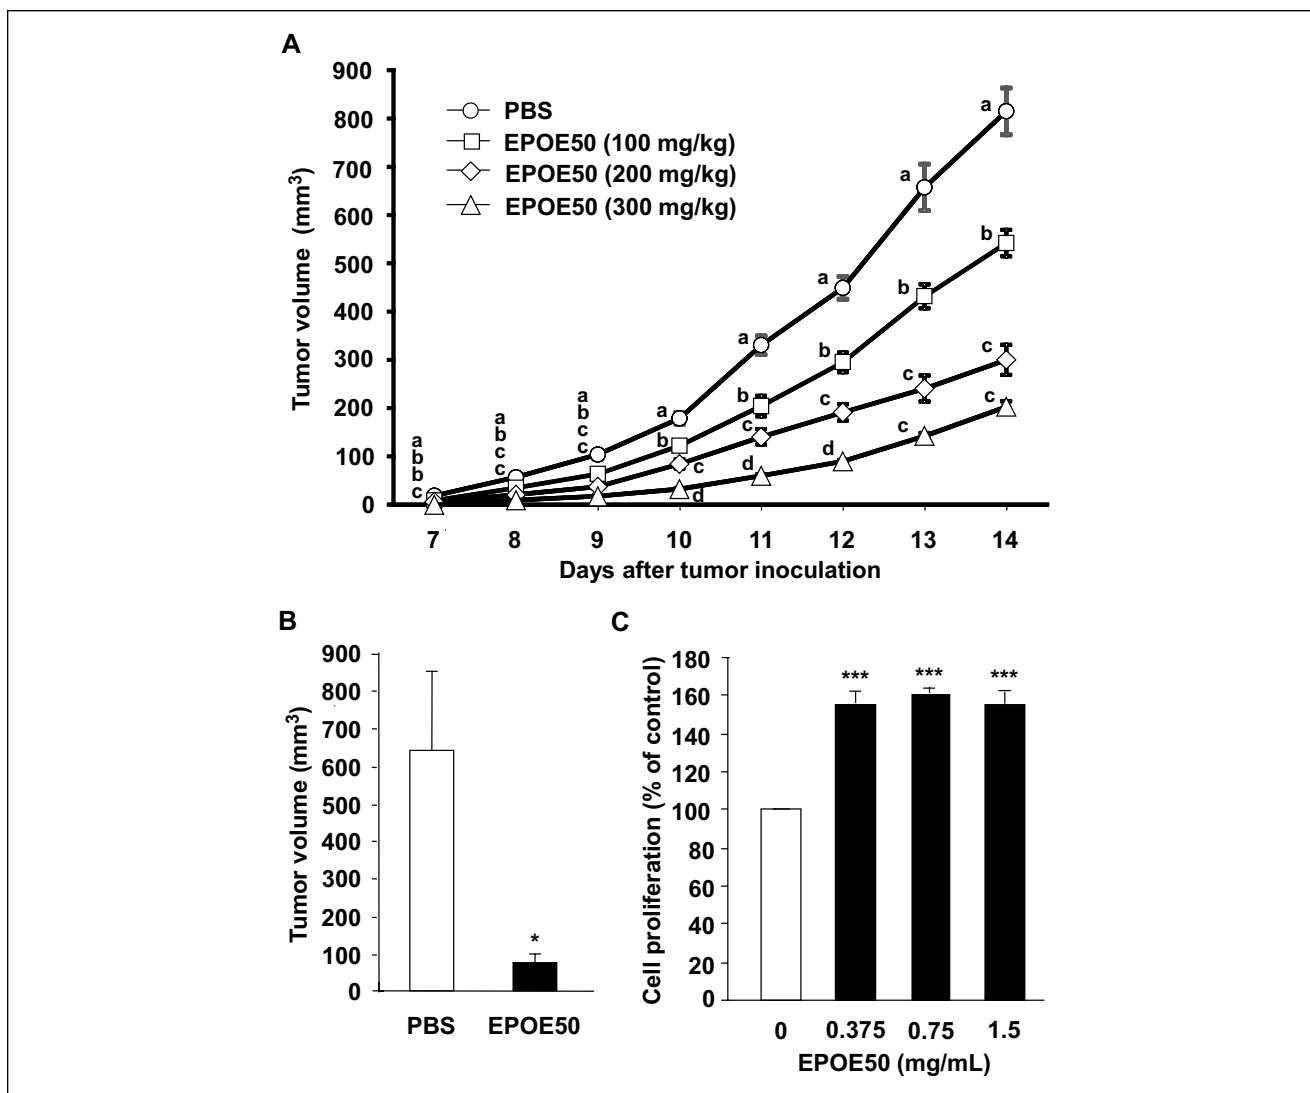 A
900
800
700
600
500
400
300
200
100
0
Tumor volume (mm³)
PBS
EPOE50 (100 mg/kg)
EPOE50 (200 mg/kg)
EPOE50 (300 mg/kg)
a
b
b
c
a
b
c
c
a
b
c
c
a
b
c
d
a
b
c
d
a
b
c
d
a
b
c
c
a
b
c
c
7 8 9 10 11 12 13 14
Days after tumor inoculation
B
900
800
700
600
500
400
300
200
100
0
Tumor volume (mm³)
*
PBS EPOE50
C
180
160
140
120
100
80
60
40
20
0
Cell proliferation (% of control)
*** *** ***
0 0.375 0.75 1.5
EPOE50 (mg/mL)